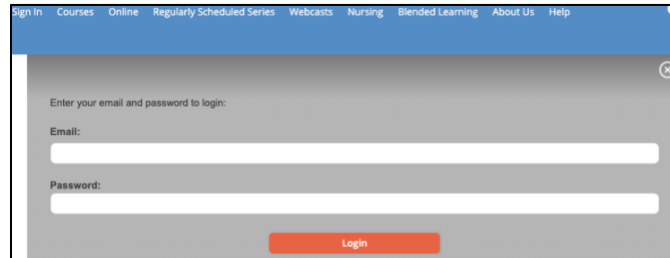 Sign In Courses Online Regularly Scheduled Series Webcasts Nursing Blended Learning About Us Help
Enter your email and password to login:
Email:
Password:
Login